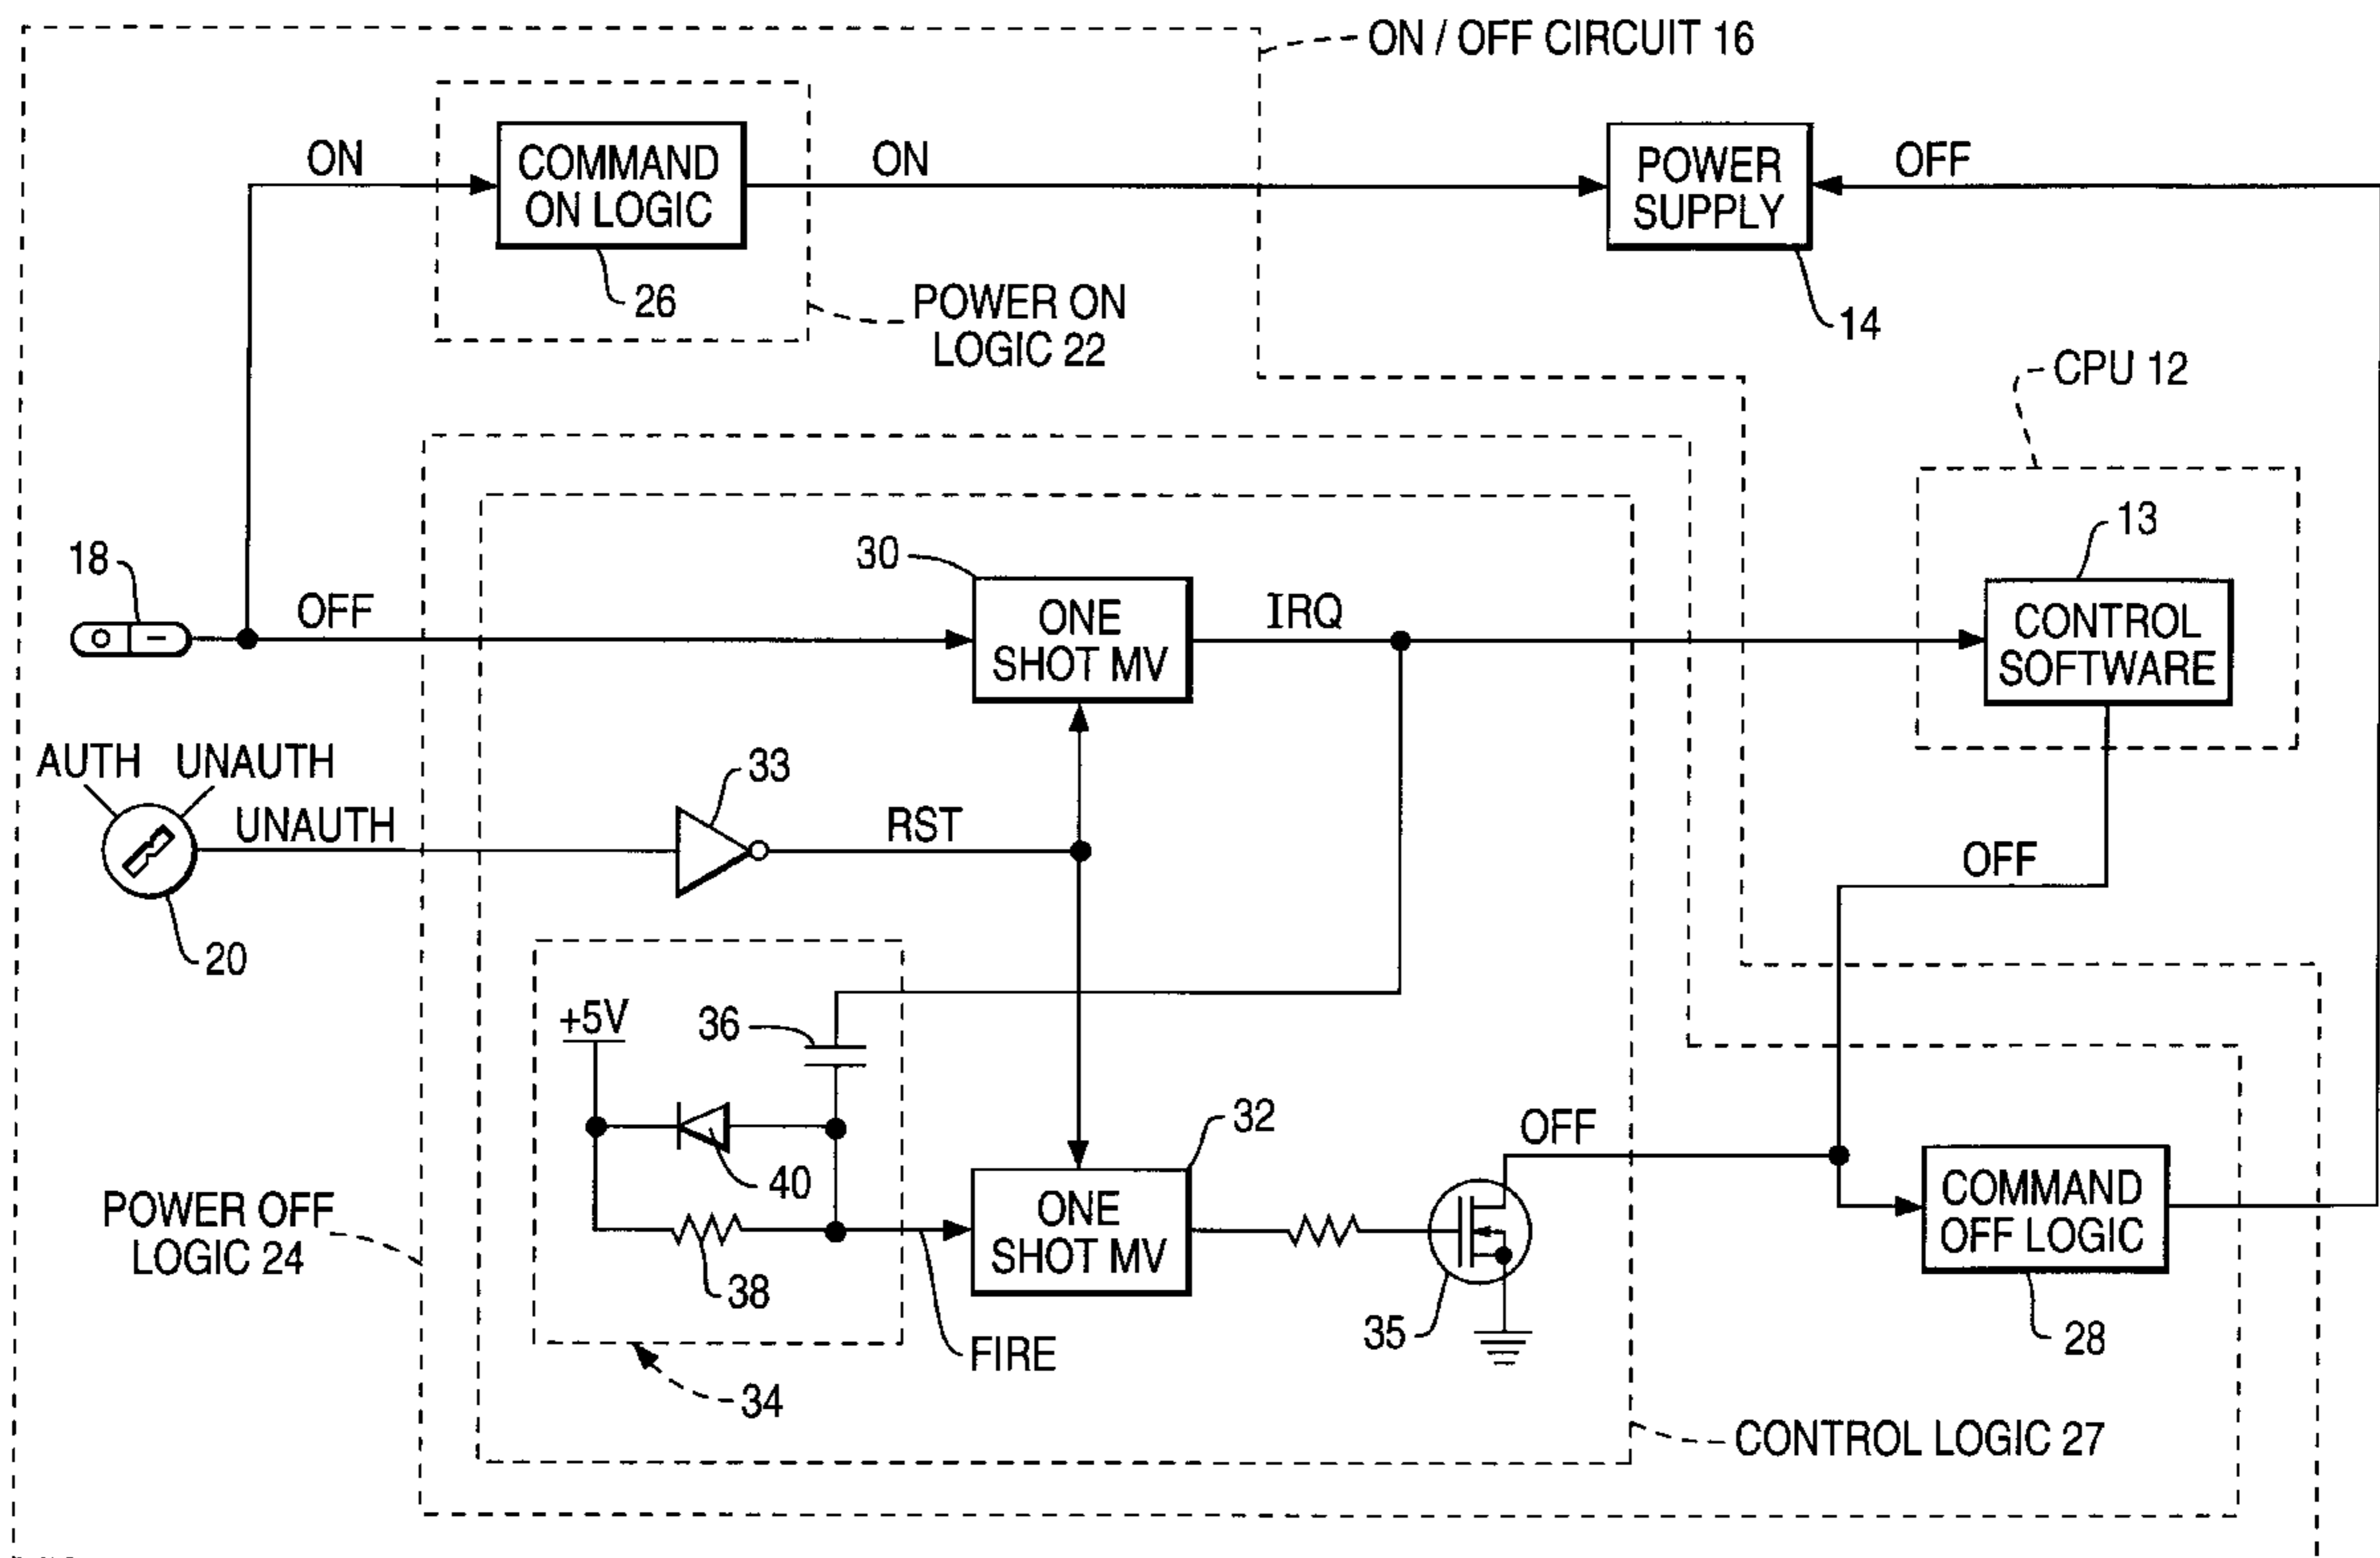 ON / OFF CIRCUIT 16
ON
COMMAND
ON LOGIC
ON
POWER
SUPPLY
OFF
26
POWER ON
LOGIC 22
14
CPU 12
18
OFF
30
ONE
SHOT MV
IRQ
13
CONTROL
SOFTWARE
AUTH UNAUTH
UNAUTH
33
RST
OFF
20
+5V
36
40
32
OFF
POWER OFF
LOGIC 24
38
ONE
SHOT MV
COMMAND
OFF LOGIC
FIRE
35
28
34
CONTROL LOGIC 27